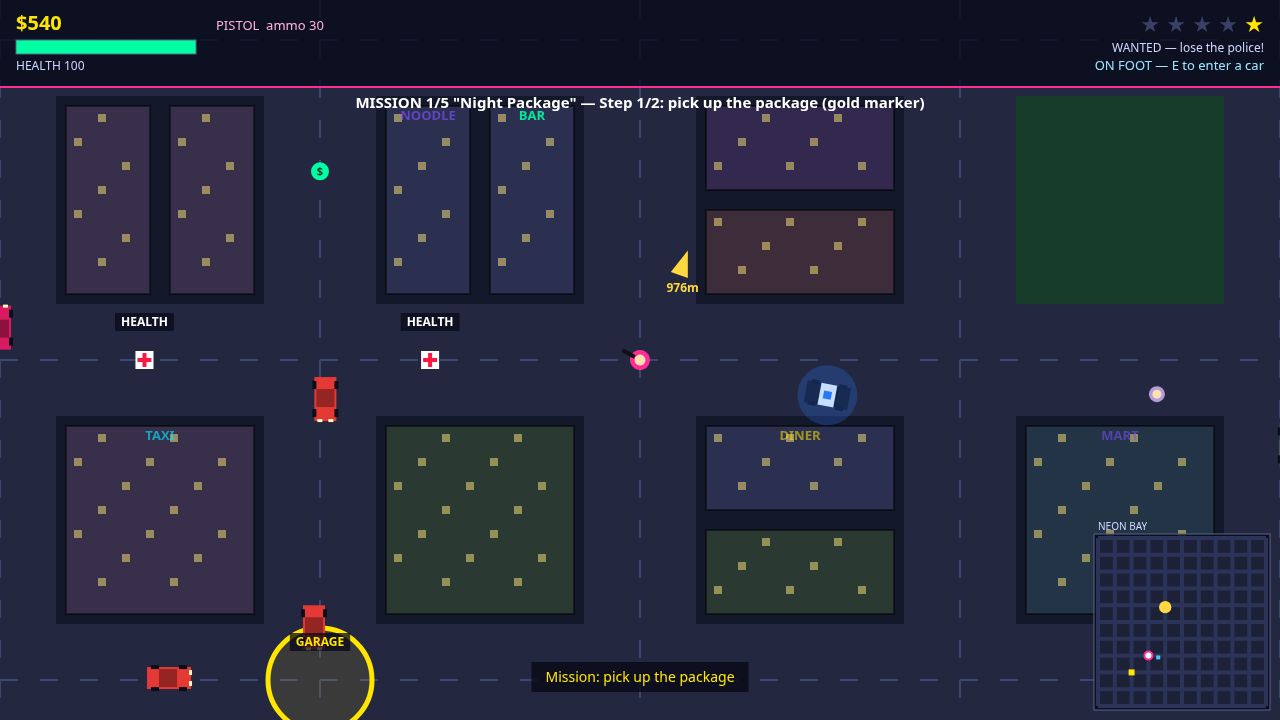 $540
PISTOL ammo 30
HEALTH 100
WANTED — lose the police!
ON FOOT — E to enter a car
MISSION 1/5 "Night Package" — Step 1/2: pick up the package (gold marker)
NOODLE
BAR
$
976m
HEALTH
HEALTH
TAXI
DINER
MART
NEON BAY
GARAGE
Mission: pick up the package